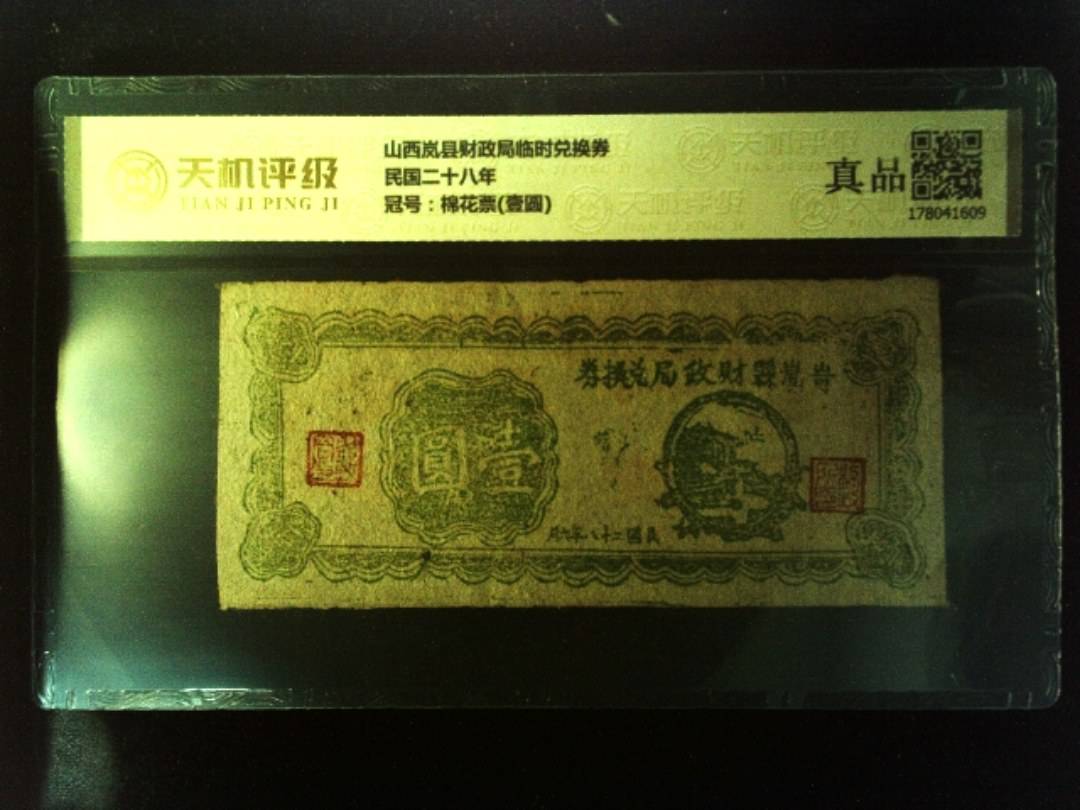 天机评级
TIAN JI PING JI
山西岚县财政局临时兑换券
民国二十八年
冠号：棉花票(壹圆)
真品
178041609
岢嵐縣財政局兌換券
壹圓
民國二十八年